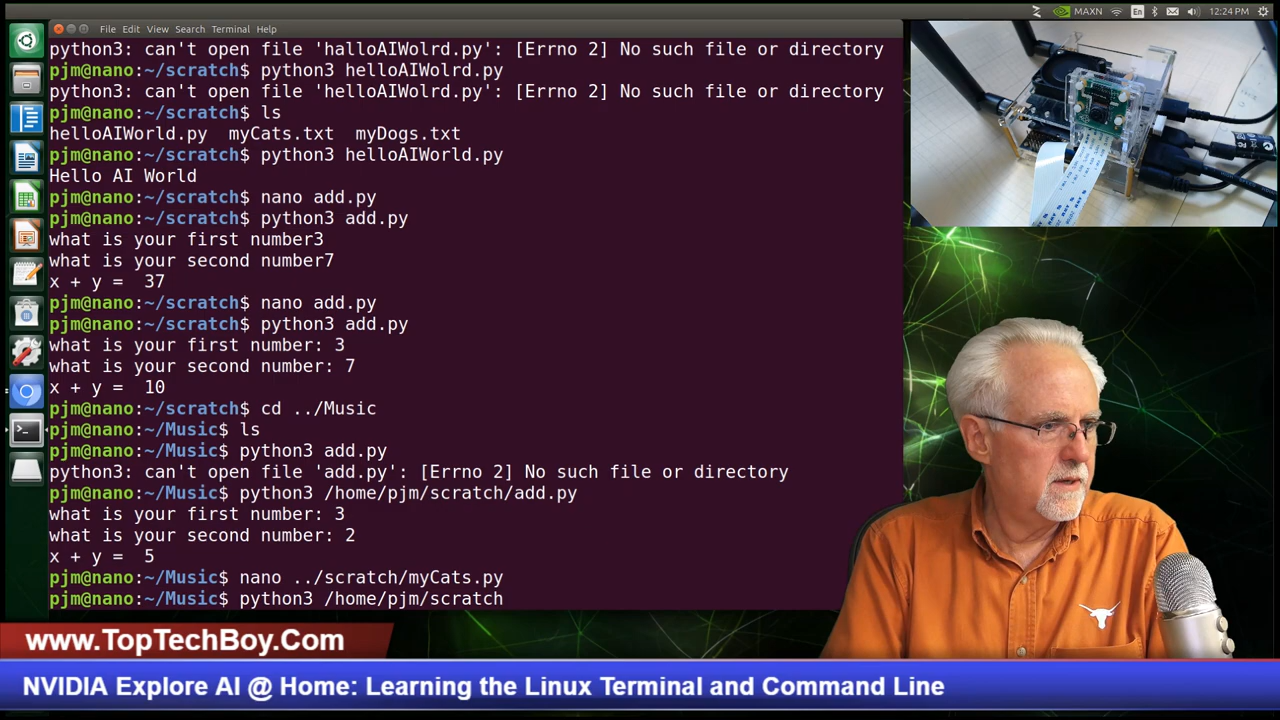 File Edit View Search Terminal Help
MAXN En 12:24 PM
python3: can't open file 'halloAIWolrd.py': [Errno 2] No such file or directory
pjm@nano:~/scratch$ python3 helloAIWolrd.py
python3: can't open file 'helloAIWolrd.py': [Errno 2] No such file or directory
pjm@nano:~/scratch$ ls
helloAIWorld.py  myCats.txt  myDogs.txt
pjm@nano:~/scratch$ python3 helloAIWorld.py
Hello AI World
pjm@nano:~/scratch$ nano add.py
pjm@nano:~/scratch$ python3 add.py
what is your first number3
what is your second number7
x + y =  37
pjm@nano:~/scratch$ nano add.py
pjm@nano:~/scratch$ python3 add.py
what is your first number: 3
what is your second number: 7
x + y =  10
pjm@nano:~/scratch$ cd ../Music
pjm@nano:~/Music$ ls
pjm@nano:~/Music$ python3 add.py
python3: can't open file 'add.py': [Errno 2] No such file or directory
pjm@nano:~/Music$ python3 /home/pjm/scratch/add.py
what is your first number: 3
what is your second number: 2
x + y =  5
pjm@nano:~/Music$ nano ../scratch/myCats.py
pjm@nano:~/Music$ python3 /home/pjm/scratch
www.TopTechBoy.Com
NVIDIA Explore AI @ Home: Learning the Linux Terminal and Command Line